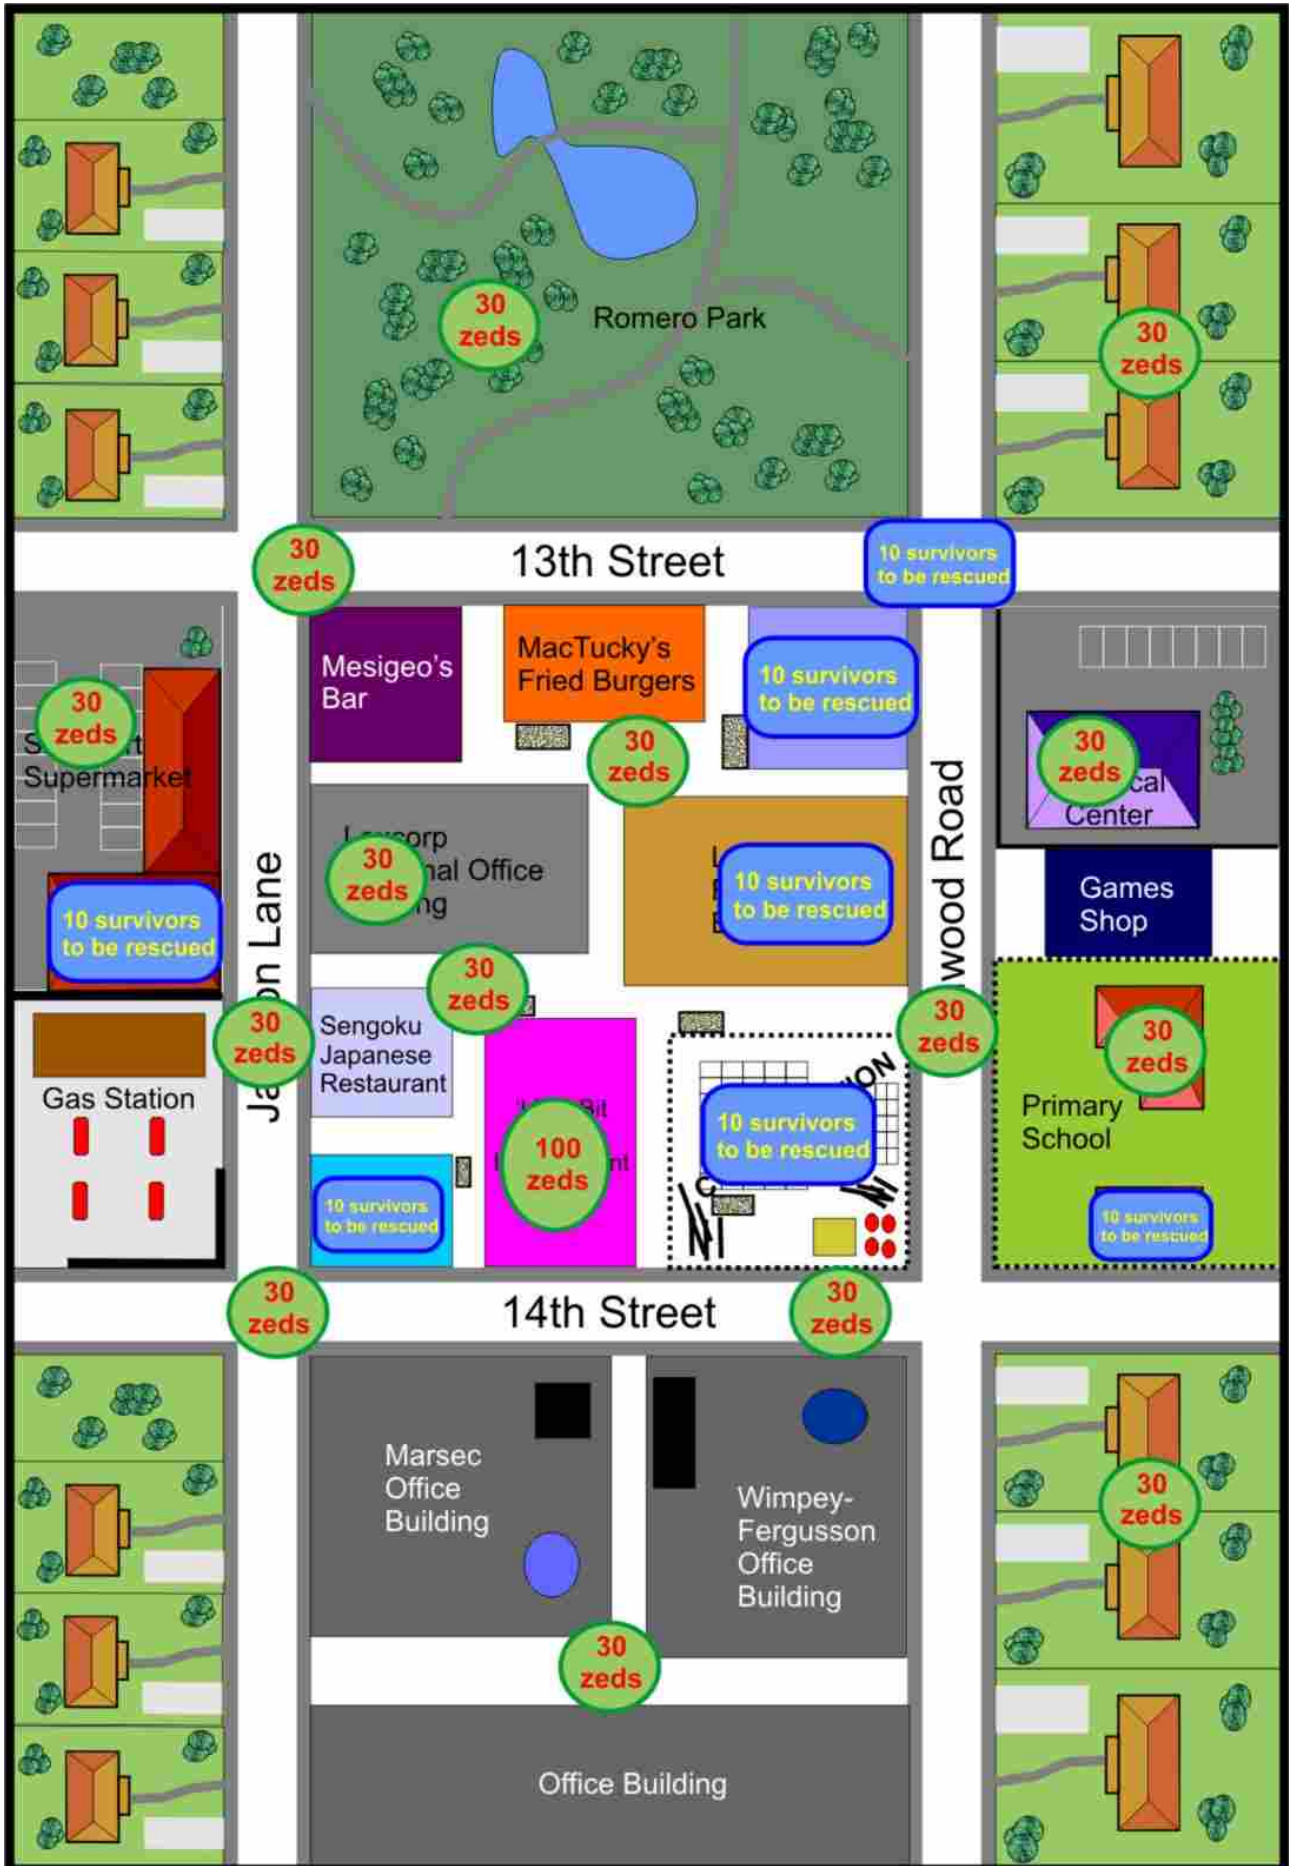 30
zeds
Romero Park
30
zeds
30
zeds
13th Street
10 survivors
to be rescued
Mesigeo's
Bar
MacTucky's
Fried Burgers
10 survivors
to be rescued
30
zeds
Supermarket
30
zeds
30
zeds
Center
30
zeds
nal Office
10 survivors
to be rescued
wood Road
Games
Shop
10 survivors
to be rescued
Lane
30
zeds
30
zeds
Sengoku
Japanese
Restaurant
30
zeds
30
zeds
Gas Station
Primary
School
10 survivors
to be rescued
100
zeds
10 survivors
to be rescued
10 survivors
to be rescued
30
zeds
14th Street
30
zeds
Marsec
Office
Building
Wimpey-
Fergusson
Office
Building
30
zeds
30
zeds
Office Building